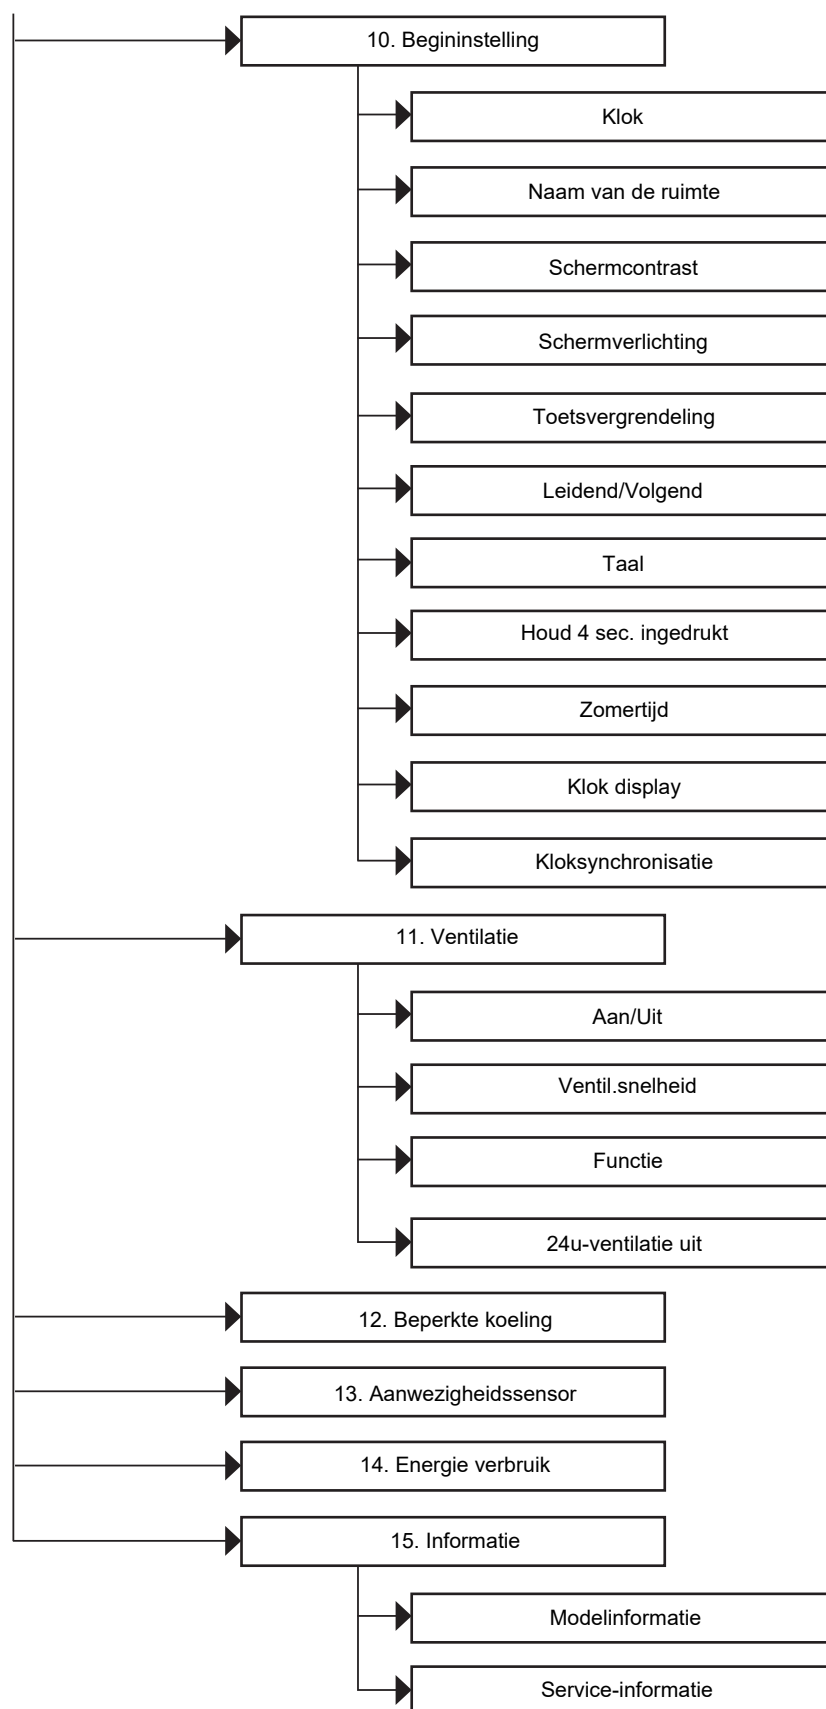 10. Begininstelling
Klok
Naam van de ruimte
Schermcontrast
Schermverlichting
Toetsvergrendeling
Leidend/Volgend
Taal
Houd 4 sec. ingedrukt
Zomertijd
Klok display
Kloksynchronisatie
11. Ventilatie
Aan/Uit
Ventil.snelheid
Functie
24u-ventilatie uit
12. Beperkte koeling
13. Aanwezigheidssensor
14. Energie verbruik
15. Informatie
Modelinformatie
Service-informatie